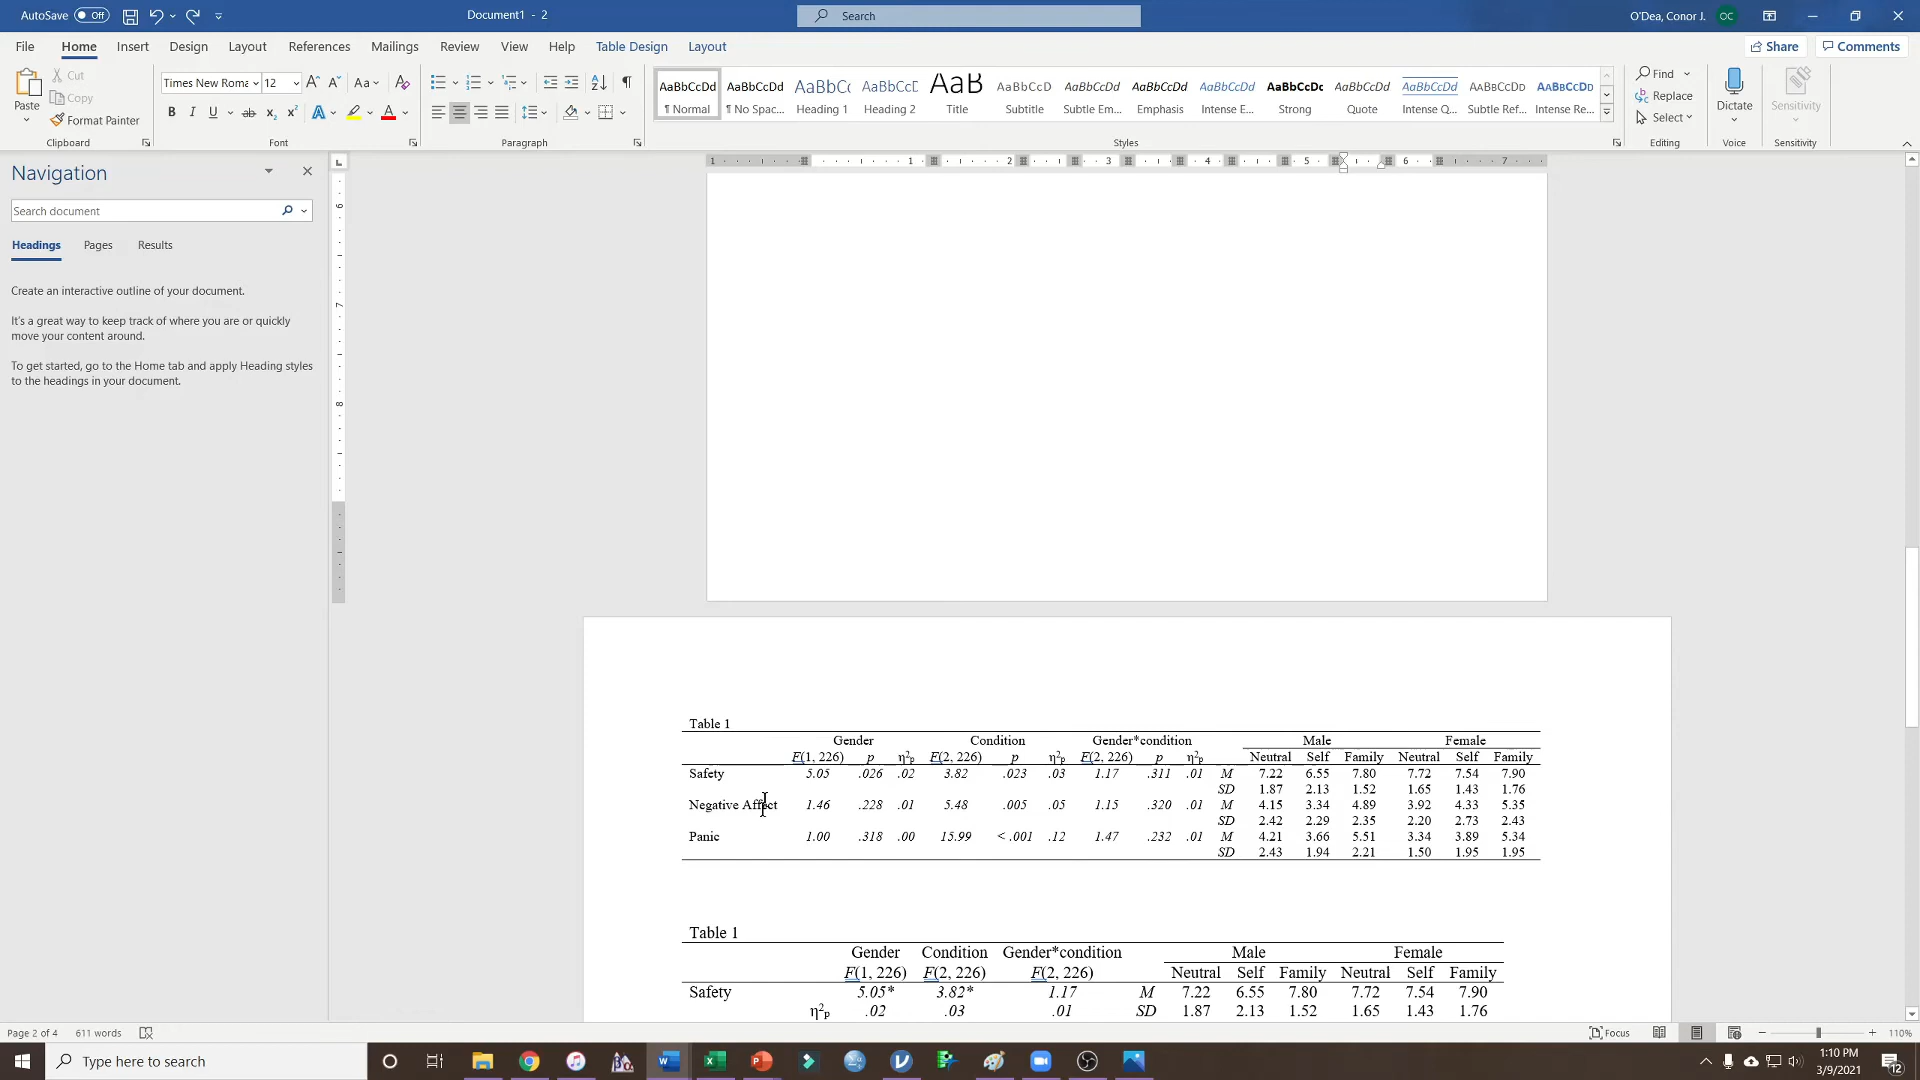 AutoSave Off Document1 - 2 Search O'Dea, Conor J. OC
File Home Insert Design Layout References Mailings Review View Help Table Design Layout Share Comments
Paste Cut Copy Format Painter
Times New Roma 12 Aa
B I U ab x2 x2 A A
AaBbCcDd AaBbCcDd AaBbCc AaBbCcC AaB AaBbCcD AaBbCcDd AaBbCcDd AaBbCcDd AaBbCcDc AaBbCcDd AaBbCcDd AABBCCDD AABBCCDD
¶ Normal ¶ No Spac... Heading 1 Heading 2 Title Subtitle Subtle Em... Emphasis Intense E... Strong Quote Intense Q... Subtle Ref... Intense Re...
Find Replace Select Dictate Sensitivity
Clipboard Font Paragraph Styles Editing Voice Sensitivity
Navigation
Search document
Headings Pages Results
Create an interactive outline of your document.
It's a great way to keep track of where you are or quickly
move your content around.
To get started, go to the Home tab and apply Heading styles
to the headings in your document.
1 1 2 3 4 5 6 7
6
7
8
Table 1
Gender Condition Gender*condition Male Female
F(1, 226) p η²p F(2, 226) p η²p F(2, 226) p η²p Neutral Self Family Neutral Self Family
Safety 5.05 .026 .02 3.82 .023 .03 1.17 .311 .01 M 7.22 6.55 7.80 7.72 7.54 7.90
SD 1.87 2.13 1.52 1.65 1.43 1.76
Negative Affect 1.46 .228 .01 5.48 .005 .05 1.15 .320 .01 M 4.15 3.34 4.89 3.92 4.33 5.35
SD 2.42 2.29 2.35 2.20 2.73 2.43
Panic 1.00 .318 .00 15.99 < .001 .12 1.47 .232 .01 M 4.21 3.66 5.51 3.34 3.89 5.34
SD 2.43 1.94 2.21 1.50 1.95 1.95
Table 1
Gender Condition Gender*condition Male Female
F(1, 226) F(2, 226) F(2, 226) Neutral Self Family Neutral Self Family
Safety 5.05* 3.82* 1.17 M 7.22 6.55 7.80 7.72 7.54 7.90
η²p .02 .03 .01 SD 1.87 2.13 1.52 1.65 1.43 1.76
Page 2 of 4 611 words Focus 110%
Type here to search 1:10 PM
3/9/2021 12